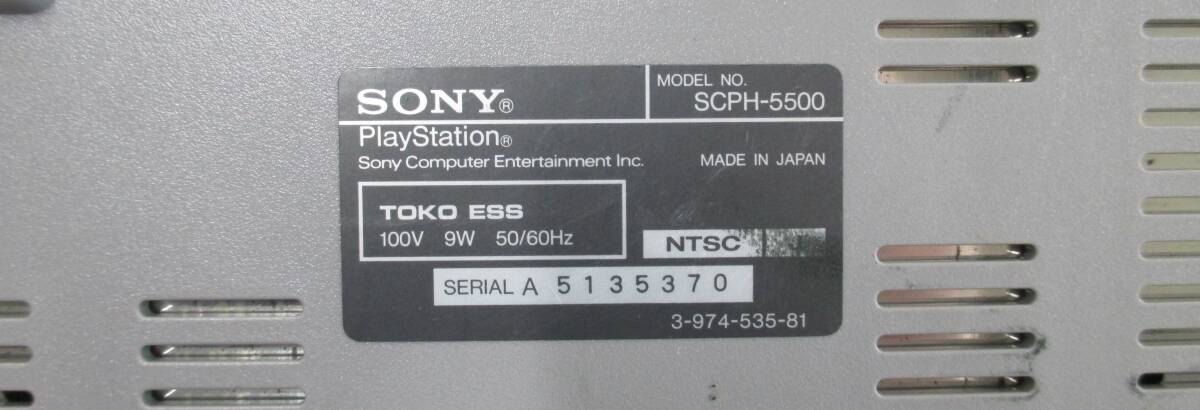 SONY®
MODEL NO.
SCPH-5500
PlayStation®
Sony Computer Entertainment Inc.
MADE IN JAPAN
TOKO ESS
100V 9W 50/60Hz
NTSC
SERIAL A 5135370
3-974-535-81